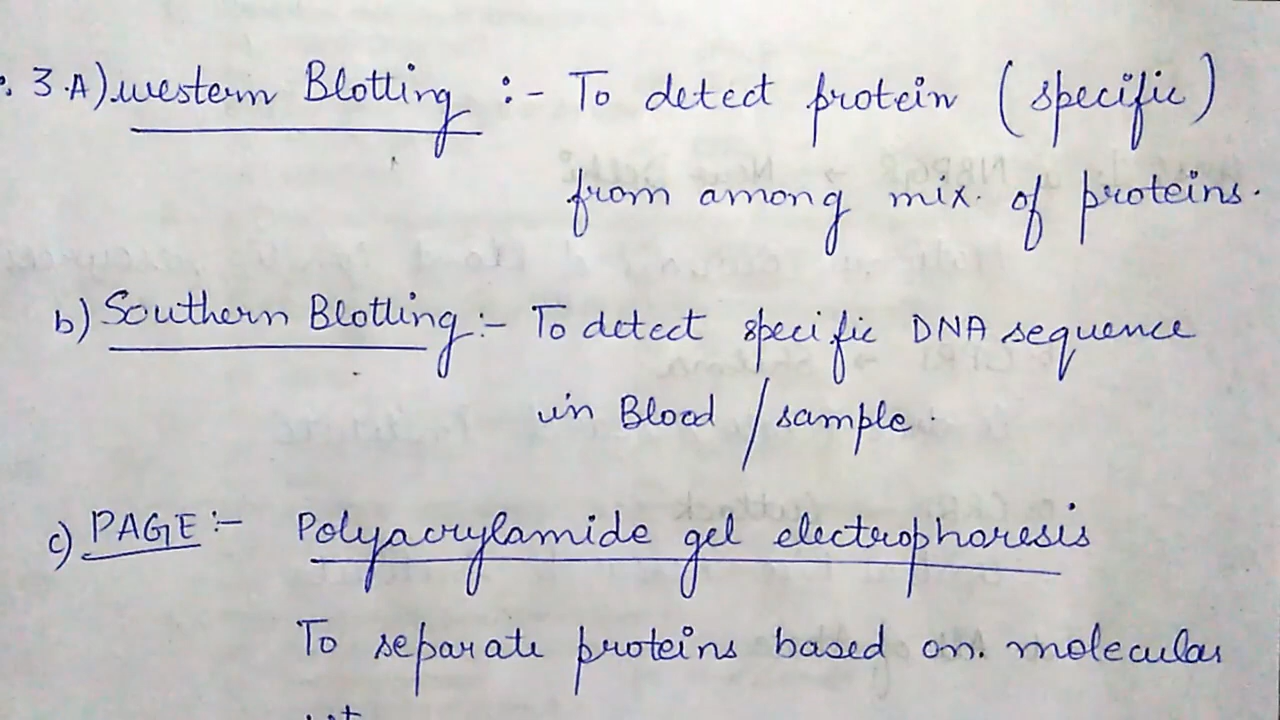 3.A) western Blotting :- To detect protein (specific)
from among mix. of proteins.
b) Southern Blotting :- To detect specific DNA sequence
in Blood / sample.
c) PAGE :- Polyacrylamide gel electrophoresis
To separate proteins based on. molecular